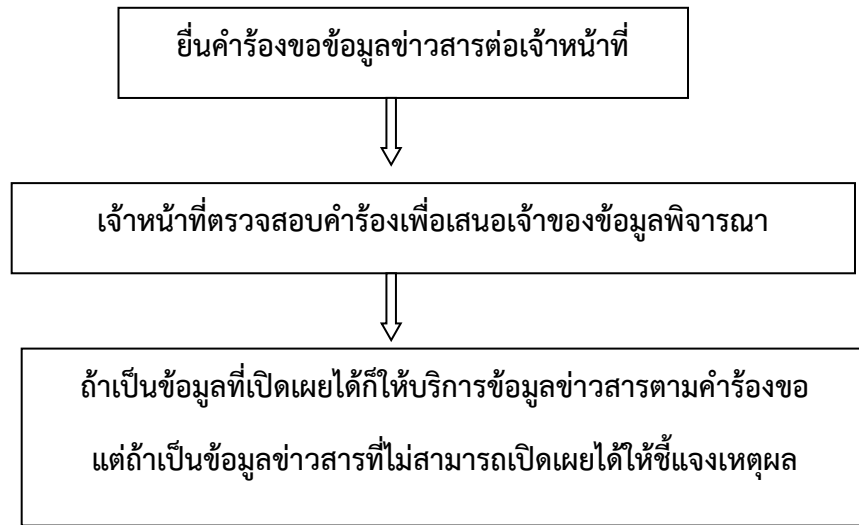 ยื่นคำร้องขอข้อมูลข่าวสารต่อเจ้าหน้าที่
เจ้าหน้าที่ตรวจสอบคำร้องเพื่อเสนอเจ้าของข้อมูลพิจารณา
ถ้าเป็นข้อมูลที่เปิดเผยได้ก็ให้บริการข้อมูลข่าวสารตามคำร้องขอ
แต่ถ้าเป็นข้อมูลข่าวสารที่ไม่สามารถเปิดเผยได้ให้ชี้แจงเหตุผล